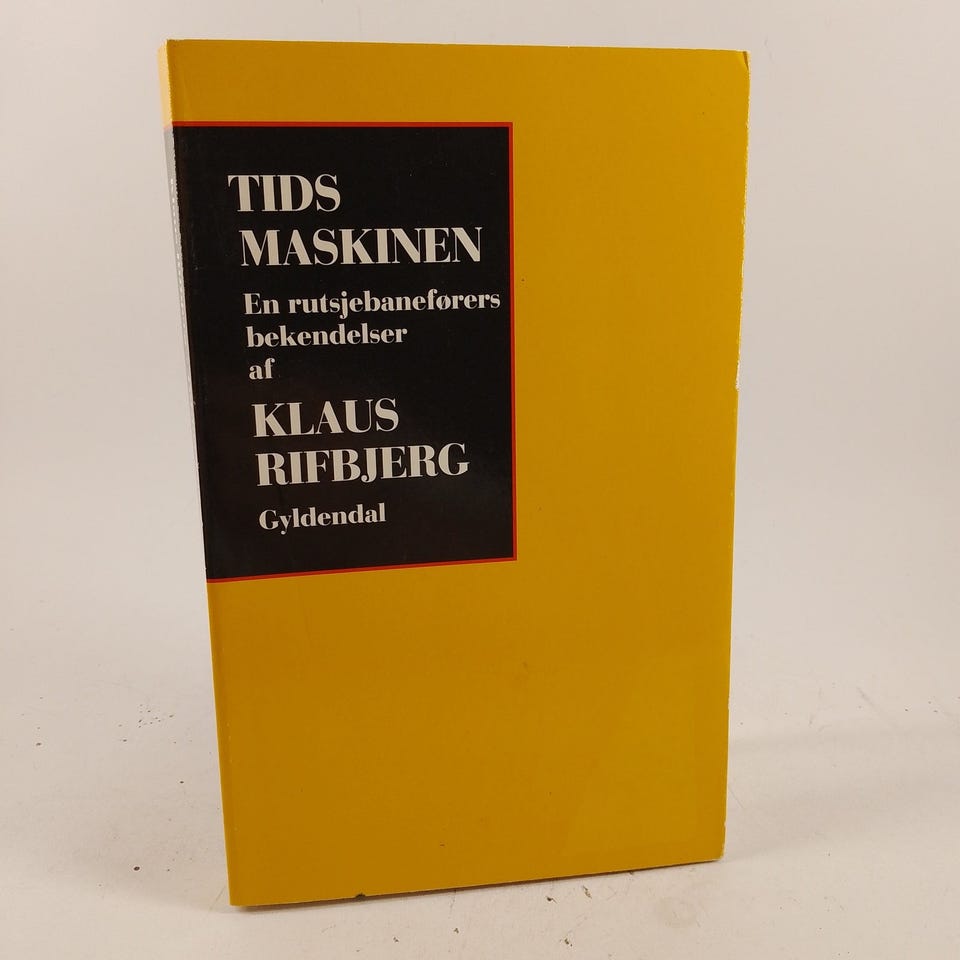 TIDS
MASKINEN
En rutsjebaneførers
bekendelser
af
KLAUS
RIFBJERG
Gyldendal